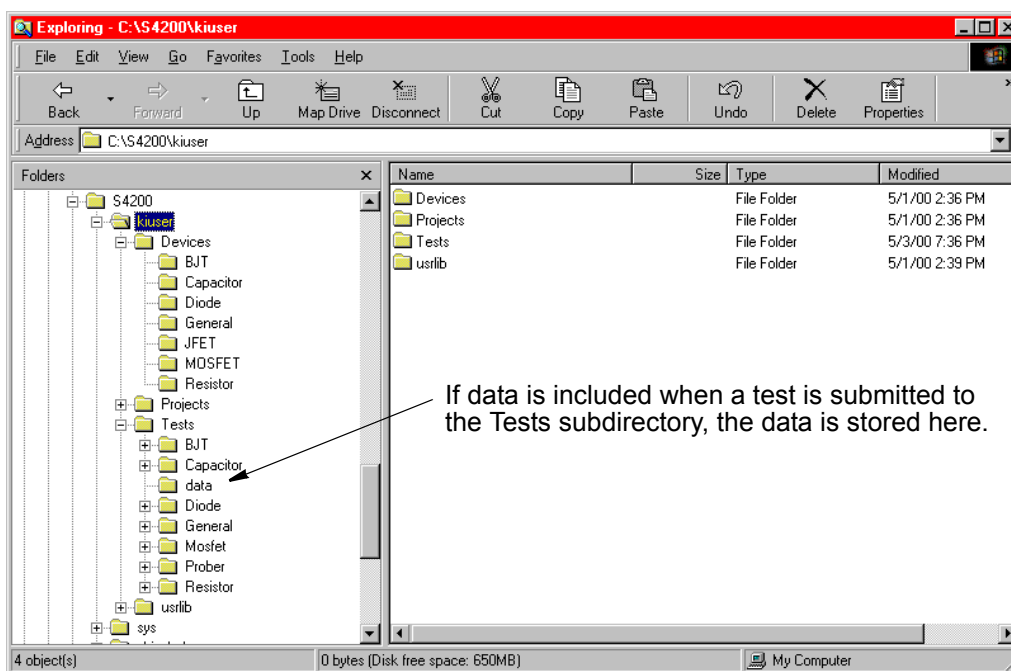 Exploring - C:\S4200\kiuser
File Edit View Go Favorites Tools Help
Back Forward Up Map Drive Disconnect Cut Copy Paste Undo Delete Properties »
Address C:\S4200\kiuser
Folders
Name Size Type Modified
S4200
Devices File Folder 5/1/00 2:36 PM
kiuser
Projects File Folder 5/1/00 2:36 PM
Devices
Tests File Folder 5/3/00 7:36 PM
BJT
usrlib File Folder 5/1/00 2:39 PM
Capacitor
Diode
General
JFET
MOSFET
Resistor
Projects
Tests
BJT
Capacitor
data
Diode
General
Mosfet
Prober
Resistor
usrlib
sys
If data is included when a test is submitted to
the Tests subdirectory, the data is stored here.
4 object(s) 0 bytes (Disk free space: 650MB) My Computer